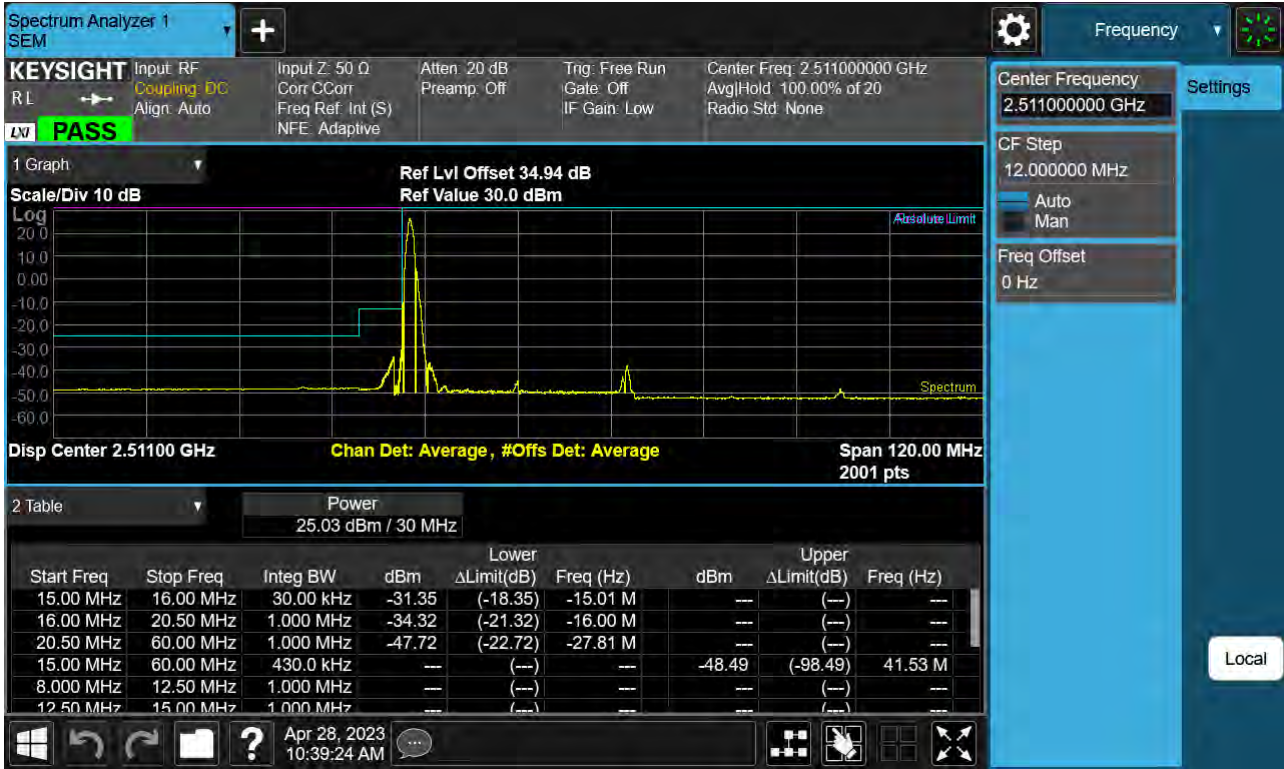 Spectrum Analyzer 1
SEM
Frequency
KEYSIGHT
R L
LXI
PASS
Input: RF
Coupling: DC
Align: Auto
Input Z: 50 Ω
Corr CCorr
Freq Ref: Int (S)
NFE: Adaptive
Atten: 20 dB
Preamp: Off
Trig: Free Run
Gate: Off
IF Gain: Low
Center Freq: 2.511000000 GHz
Avg|Hold: 100.00% of 20
Radio Std: None
Center Frequency
2.511000000 GHz
Settings
CF Step
12.000000 MHz
Auto
Man
Freq Offset
0 Hz
Local
1 Graph
Scale/Div 10 dB
Ref Lvl Offset 34.94 dB
Ref Value 30.0 dBm
Log
Absolute Limit
20.0
10.0
0.00
-10.0
-20.0
-30.0
-40.0
-50.0
-60.0
Spectrum
Disp Center 2.51100 GHz
Chan Det: Average , #Offs Det: Average
Span 120.00 MHz
2001 pts
2 Table
Power
25.03 dBm / 30 MHz
Lower Upper
Start Freq Stop Freq Integ BW dBm ΔLimit(dB) Freq (Hz) dBm ΔLimit(dB) Freq (Hz)
15.00 MHz 16.00 MHz 30.00 kHz -31.35 (-18.35) -15.01 M --- (---) ---
16.00 MHz 20.50 MHz 1.000 MHz -34.32 (-21.32) -16.00 M --- (---) ---
20.50 MHz 60.00 MHz 1.000 MHz -47.72 (-22.72) -27.81 M --- (---) ---
15.00 MHz 60.00 MHz 430.0 kHz --- (---) --- -48.49 (-98.49) 41.53 M
8.000 MHz 12.50 MHz 1.000 MHz --- (---) --- --- (---) ---
12.50 MHz 15.00 MHz 1.000 MHz --- (---) --- --- (---) ---
?
Apr 28, 2023
10:39:24 AM